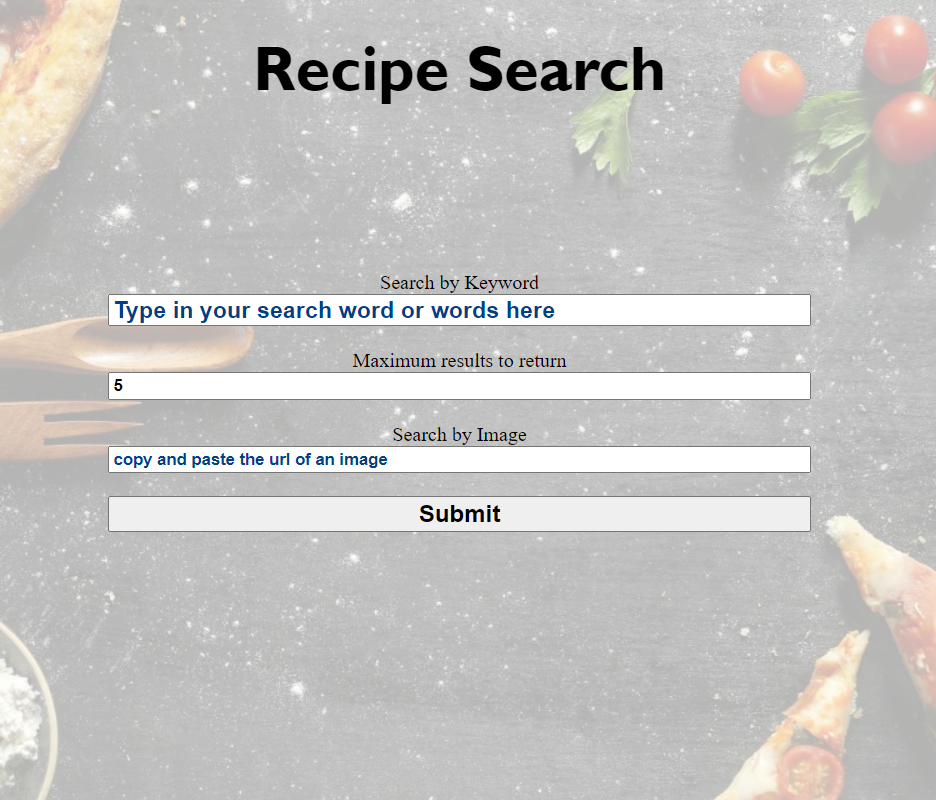 Recipe Search
Search by Keyword
Type in your search word or words here
Maximum results to return
5
Search by Image
copy and paste the url of an image
Submit